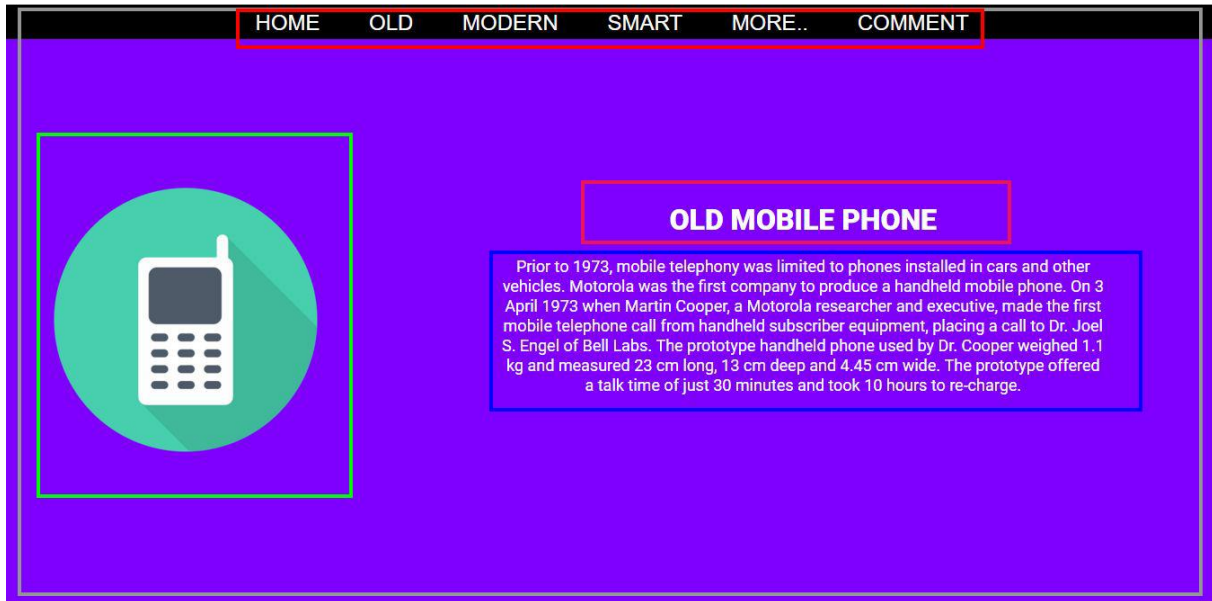 HOME OLD MODERN SMART MORE.. COMMENT
OLD MOBILE PHONE
Prior to 1973, mobile telephony was limited to phones installed in cars and other
vehicles. Motorola was the first company to produce a handheld mobile phone. On 3
April 1973 when Martin Cooper, a Motorola researcher and executive, made the first
mobile telephone call from handheld subscriber equipment, placing a call to Dr. Joel
S. Engel of Bell Labs. The prototype handheld phone used by Dr. Cooper weighed 1.1
kg and measured 23 cm long, 13 cm deep and 4.45 cm wide. The prototype offered
a talk time of just 30 minutes and took 10 hours to re-charge.